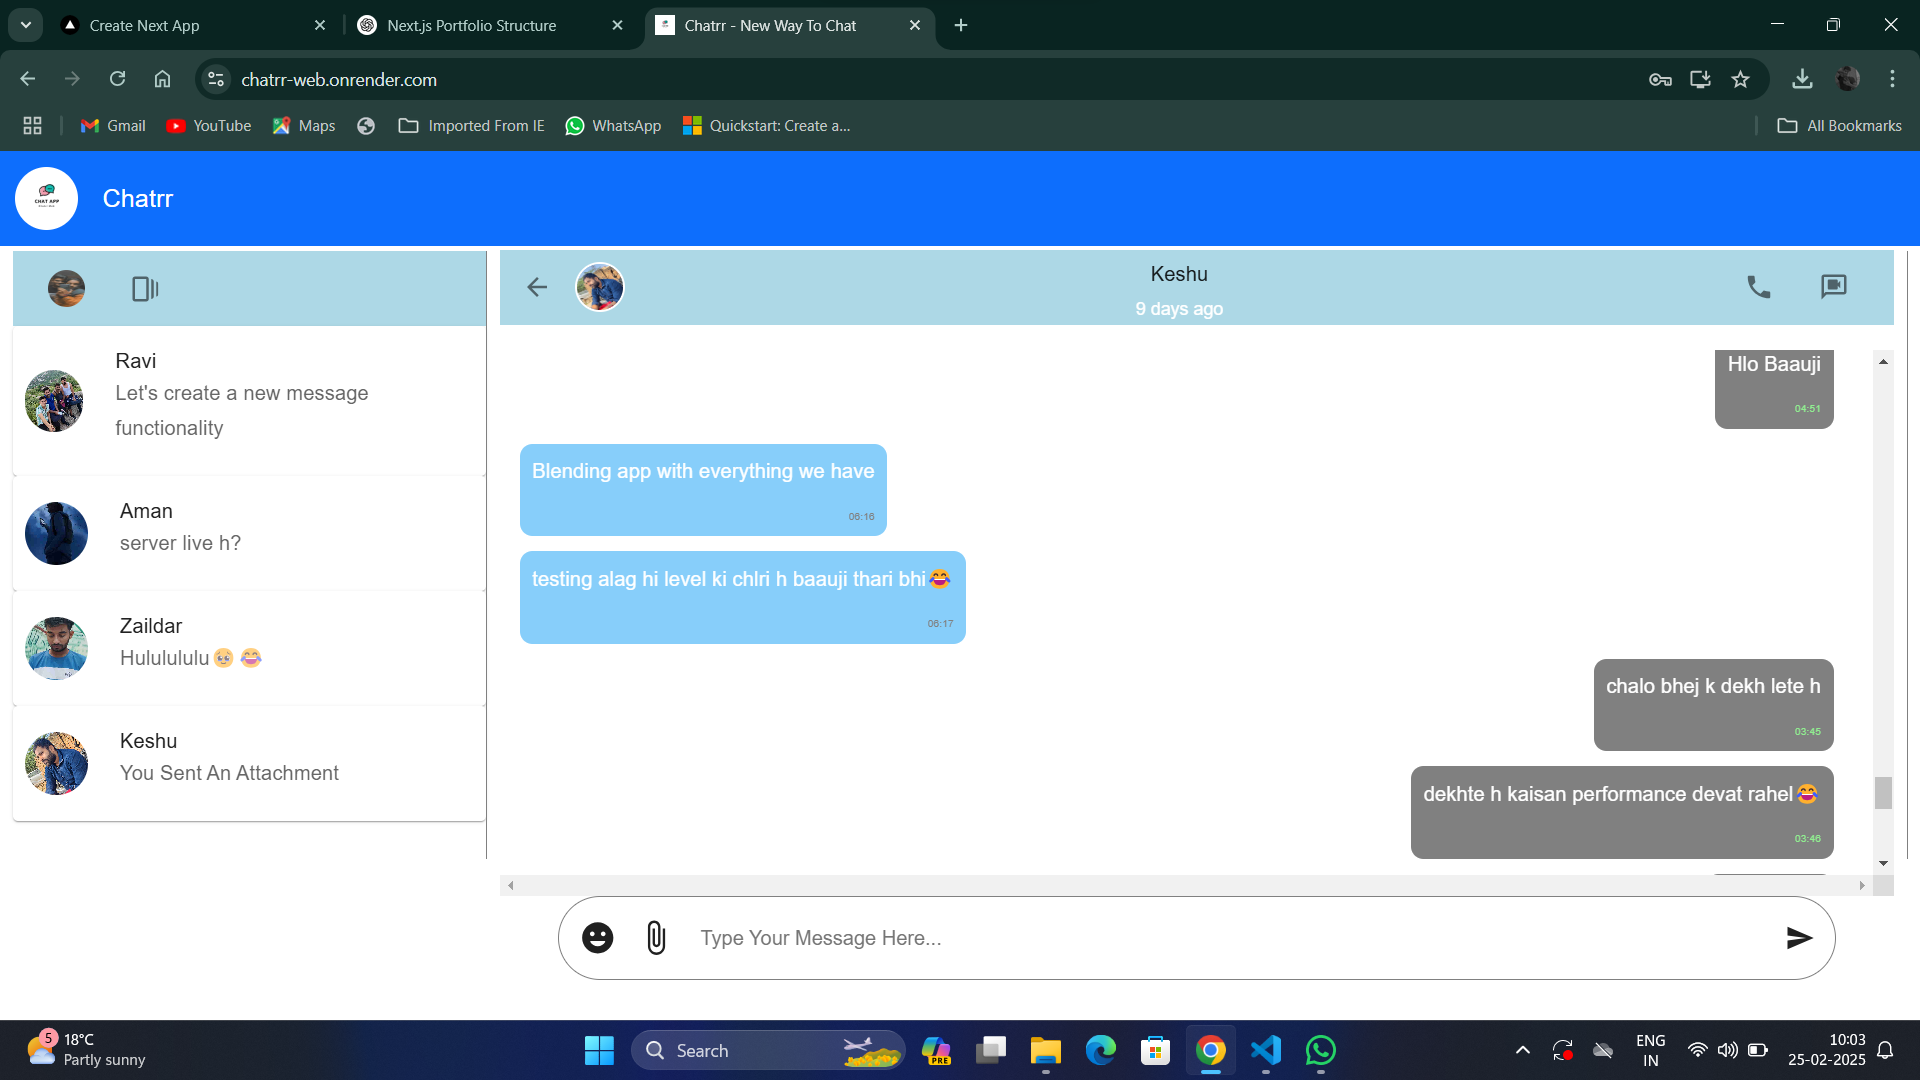 Create Next App
Next.js Portfolio Structure
Chatrr - New Way To Chat
chatrr-web.onrender.com
Gmail
YouTube
Maps
Imported From IE
WhatsApp
Quickstart: Create a...
All Bookmarks
CHAT APP
Chatrr
Ravi
Let's create a new message
functionality
Aman
server live h?
Zaildar
Hululululu🥹 😂
Keshu
You Sent An Attachment
Keshu
9 days ago
Hlo Baauji
04:51
Blending app with everything we have
06:16
testing alag hi level ki chlri h baauji thari bhi😂
06:17
chalo bhej k dekh lete h
03:45
dekhte h kaisan performance devat rahel😂
03:46
Type Your Message Here...
5
18°C
Partly sunny
Search
PRE
ENG
IN
10:03
25-02-2025